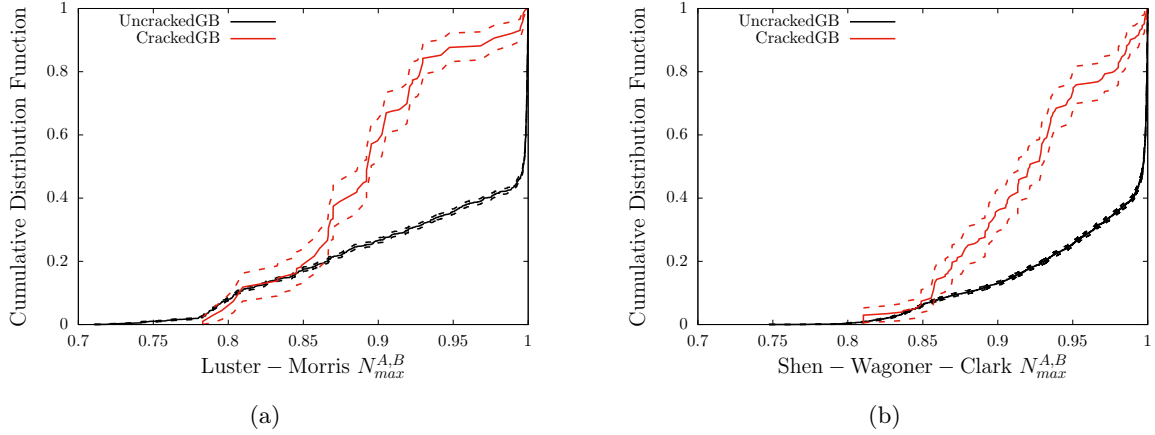 Cumulative Distribution Function
1
0.8
0.6
0.4
0.2
0
UncrackedGB
CrackedGB
0.7 0.75 0.8 0.85 0.9 0.95 1
Luster − Morris N_{max}^{A,B}
(a)
Cumulative Distribution Function
1
0.8
0.6
0.4
0.2
0
UncrackedGB
CrackedGB
0.7 0.75 0.8 0.85 0.9 0.95 1
Shen − Wagoner − Clark N_{max}^{A,B}
(b)